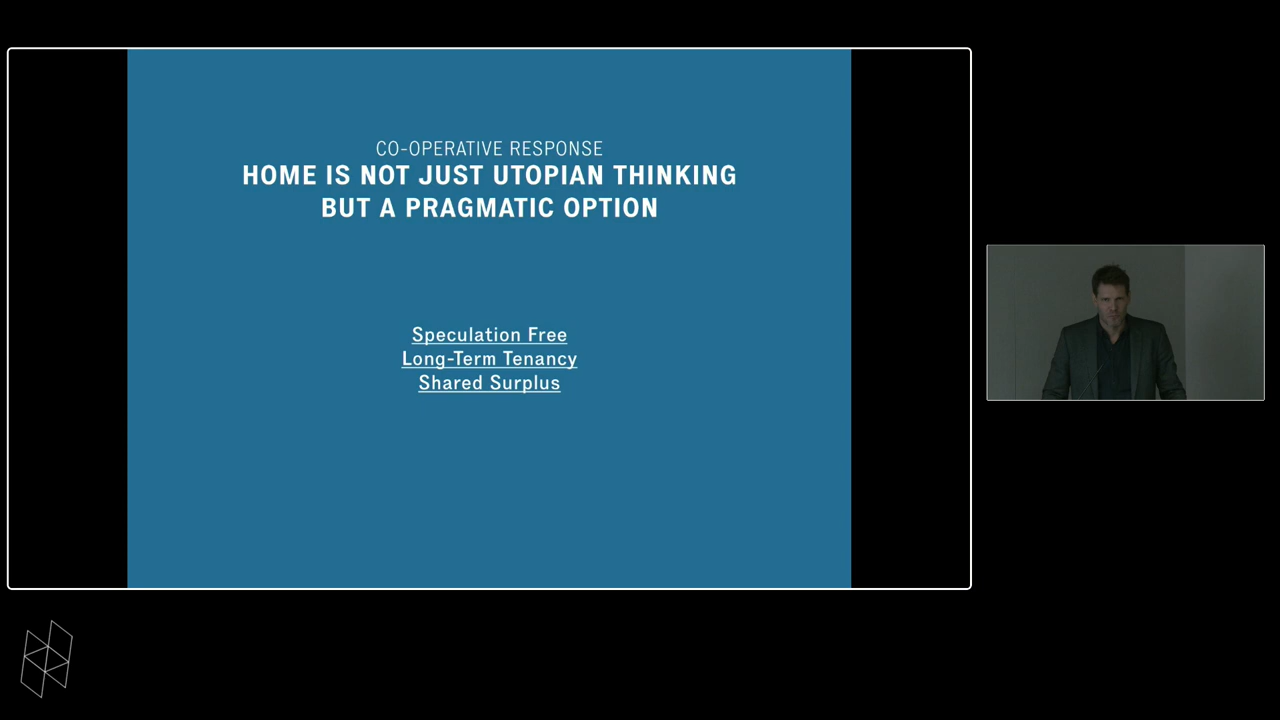 CO-OPERATIVE RESPONSE
HOME IS NOT JUST UTOPIAN THINKING
BUT A PRAGMATIC OPTION
Speculation Free
Long-Term Tenancy
Shared Surplus